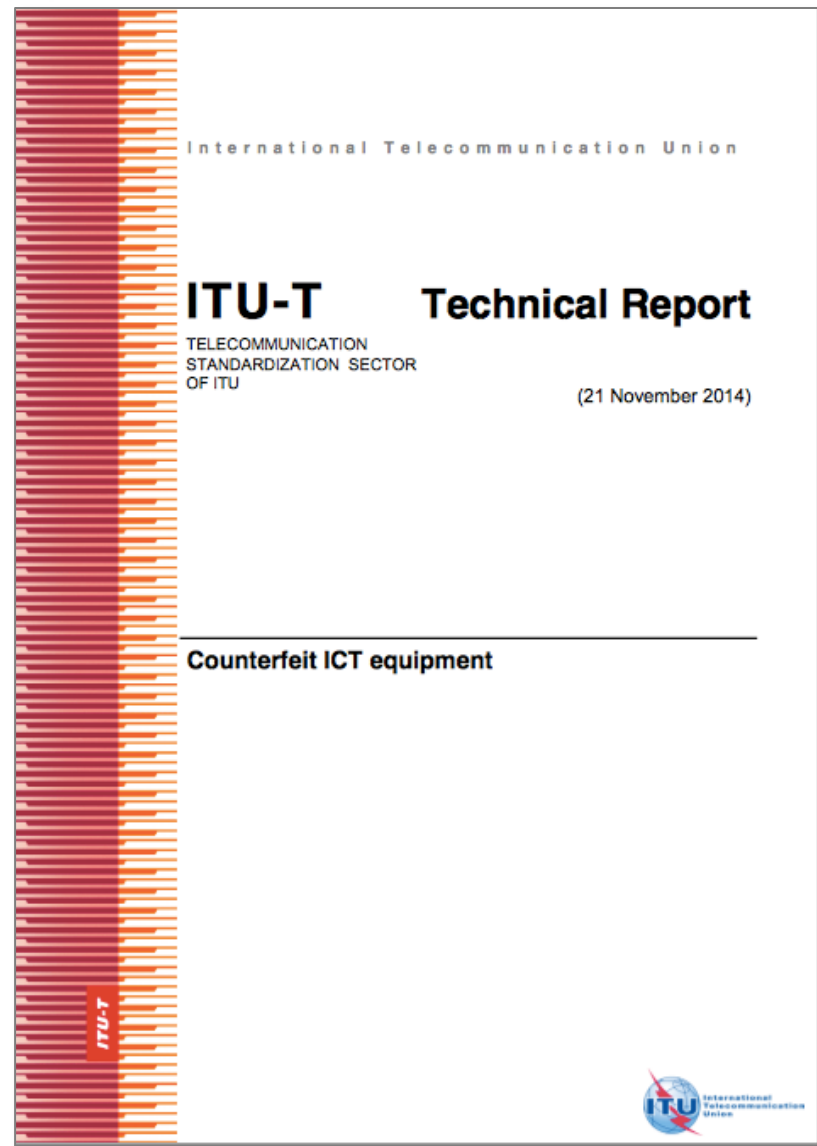 International Telecommunication Union
ITU-T
Technical Report
TELECOMMUNICATION
STANDARDIZATION SECTOR
OF ITU
(21 November 2014)
Counterfeit ICT equipment
ITU-T
ITU
International
Telecommunication
Union